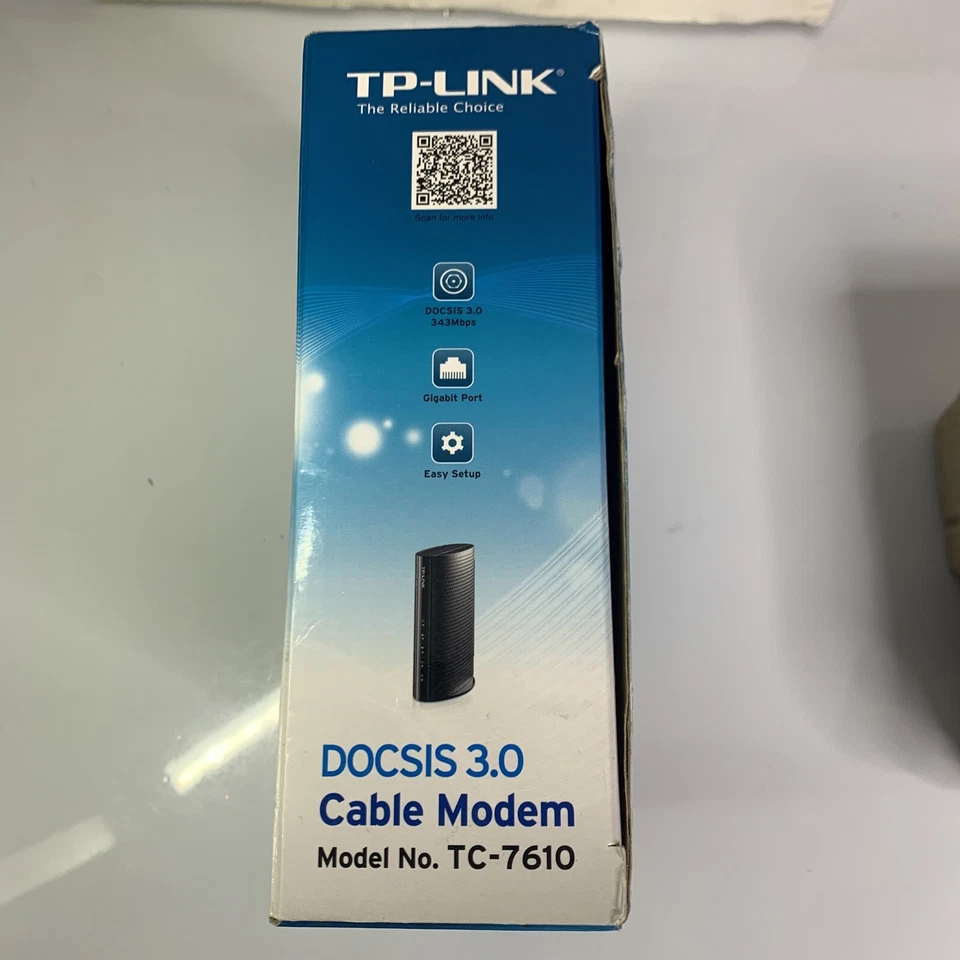 TP-LINK®
The Reliable Choice
Scan for more info
DOCSIS 3.0
343Mbps
Gigabit Port
Easy Setup
TP-LINK
DOCSIS 3.0
Cable Modem
Model No. TC-7610